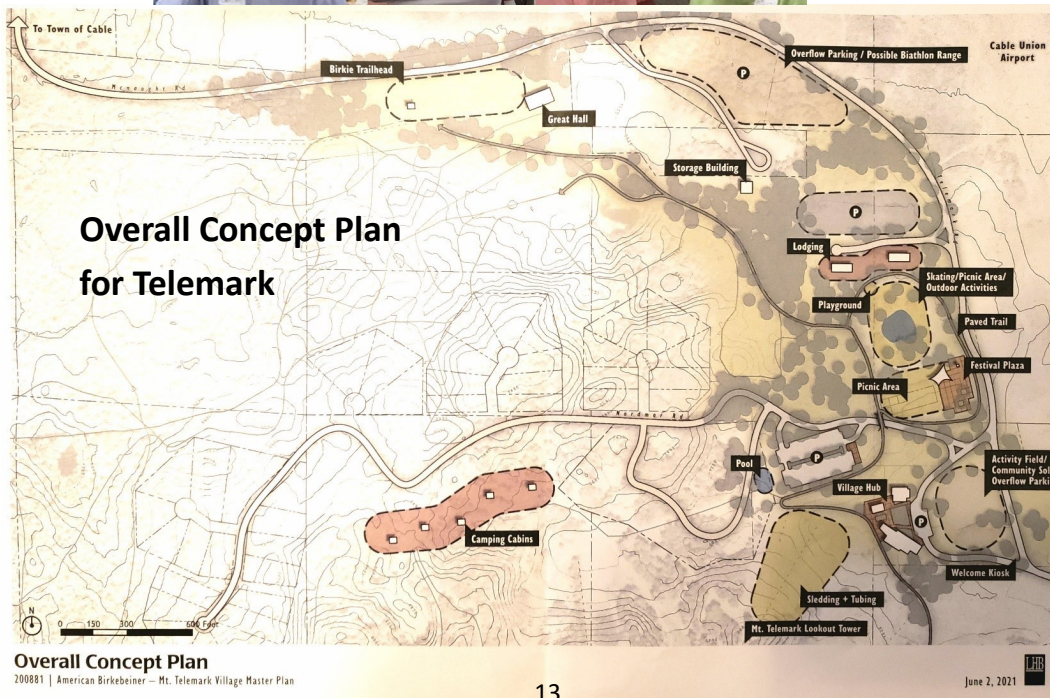 To Town of Cable
McNaught Rd
Birkie Trailhead
Great Hall
Overflow Parking / Possible Biathlon Range
Cable Union
Airport
P
Storage Building
P
Overall Concept Plan
for Telemark
Lodging
Skating/Picnic Area/
Outdoor Activities
Playground
Paved Trail
Festival Plaza
Picnic Area
Nordmor Rd
Activity Field/
Community Sol
Overflow Parki
Pool
P
Village Hub
P
Camping Cabins
Welcome Kiosk
Sledding + Tubing
Mt. Telemark Lookout Tower
N
0 150 300 600 Feet
Overall Concept Plan
200881 | American Birkebeiner – Mt. Telemark Village Master Plan
13
June 2, 2021
LHB